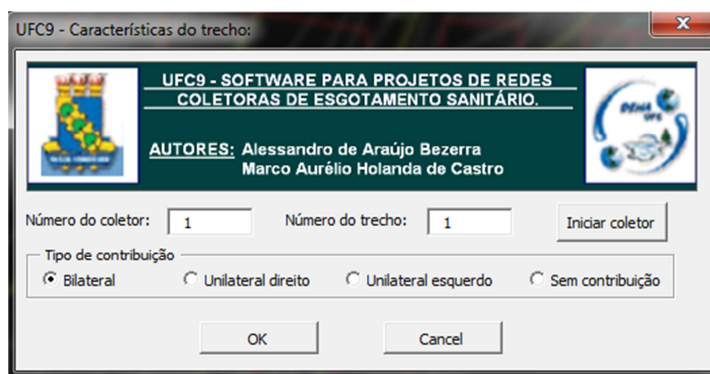 UFC9 - Características do trecho:
x
UFC9 - SOFTWARE PARA PROJETOS DE REDES
COLETORAS DE ESGOTAMENTO SANITÁRIO.
AUTORES: Alessandro de Araújo Bezerra
Marco Aurélio Holanda de Castro
Número do coletor: 1 Número do trecho: 1 Iniciar coletor
Tipo de contribuição
Bilateral Unilateral direito Unilateral esquerdo Sem contribuição
OK Cancel